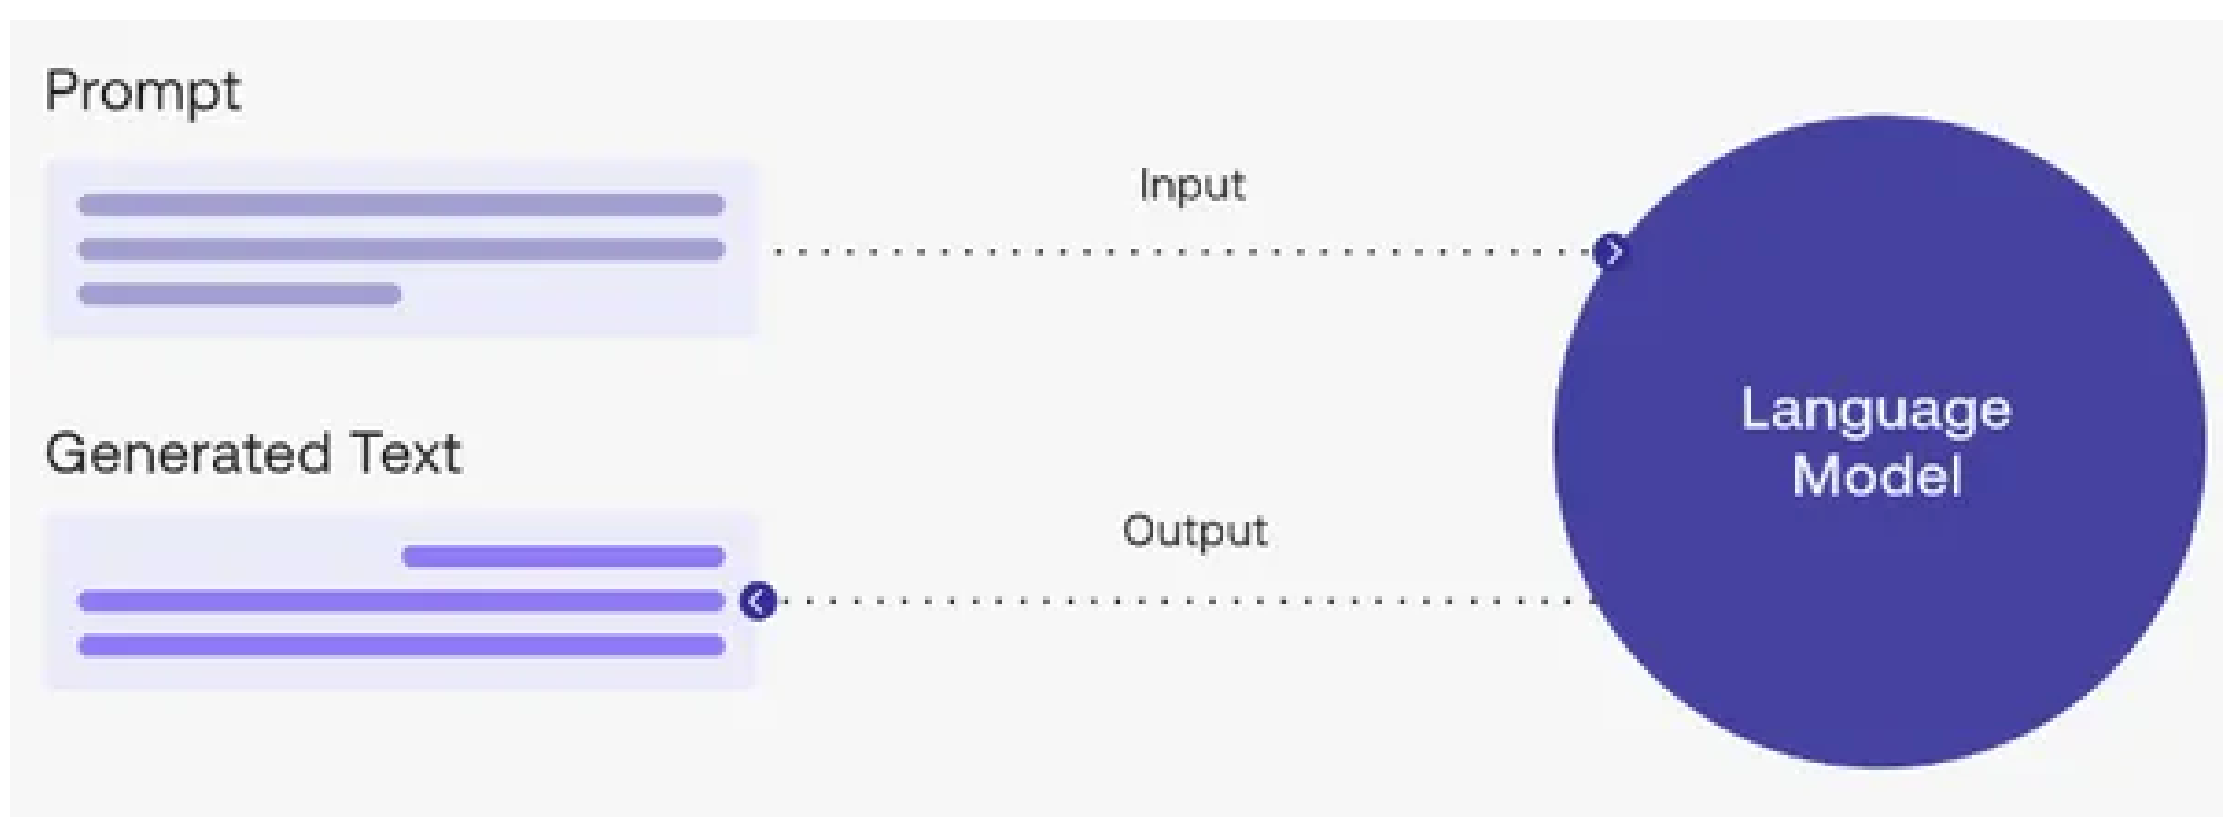 Prompt
Input
Language
Model
Generated Text
Output